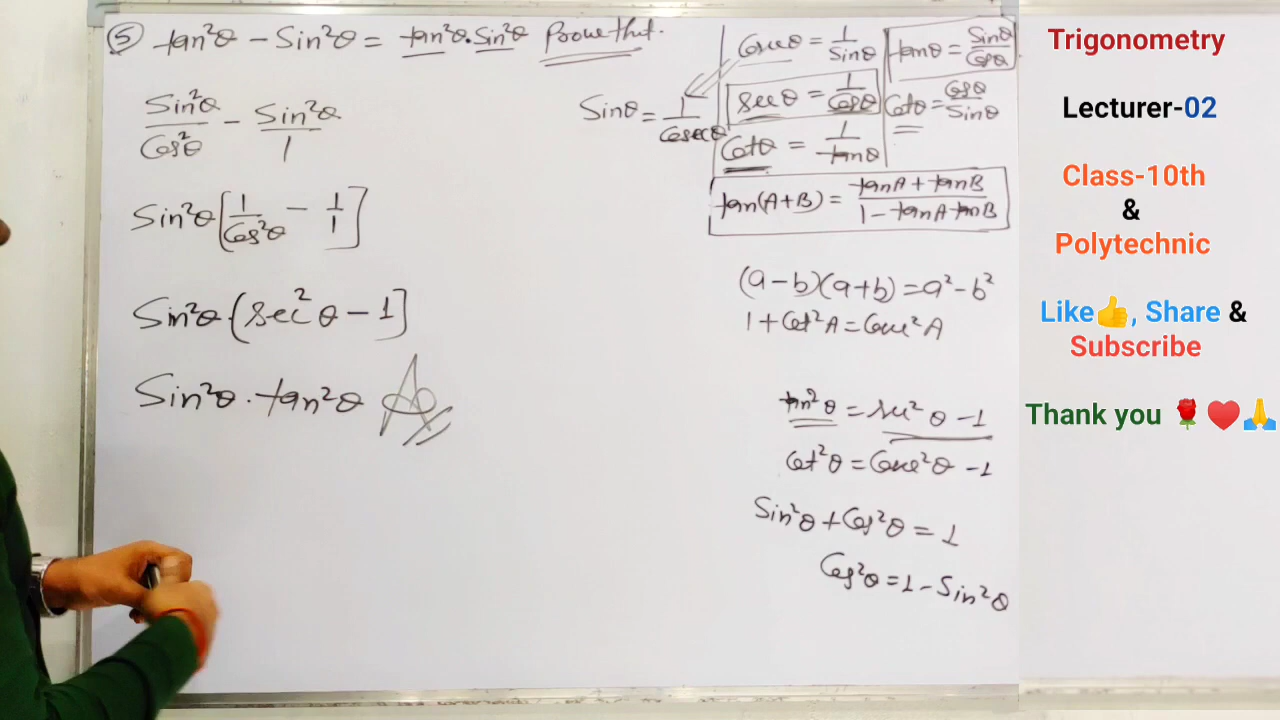 ⑤ tan²θ – Sin²θ = tan²θ · Sin²θ Prove that.
Sin²θ/Cos²θ – Sin²θ/1
Sin²θ [1/Cos²θ – 1/1]
Sin²θ (sec²θ – 1]
Sin²θ · tan²θ
Sinθ = 1/Cosecθ
Cosecθ = 1/Sinθ
secθ = 1/Cosθ
Cotθ = 1/tanθ
tanθ = Sinθ/Cosθ
Cotθ = Cosθ/Sinθ
tan(A+B) = tanA + tanB/1 – tanA tanB
(a–b)(a+b) = a²–b²
1 + Cot²A = Cosec²A
tan²θ = sec²θ – 1
Cot²θ = Cosec²θ – 1
Sin²θ + Cos²θ = 1
Cos²θ = 1 – Sin²θ
Trigonometry
Lecturer-02
Class-10th
&
Polytechnic
Like👍, Share &
Subscribe
Thank you 🌹❤️🙏